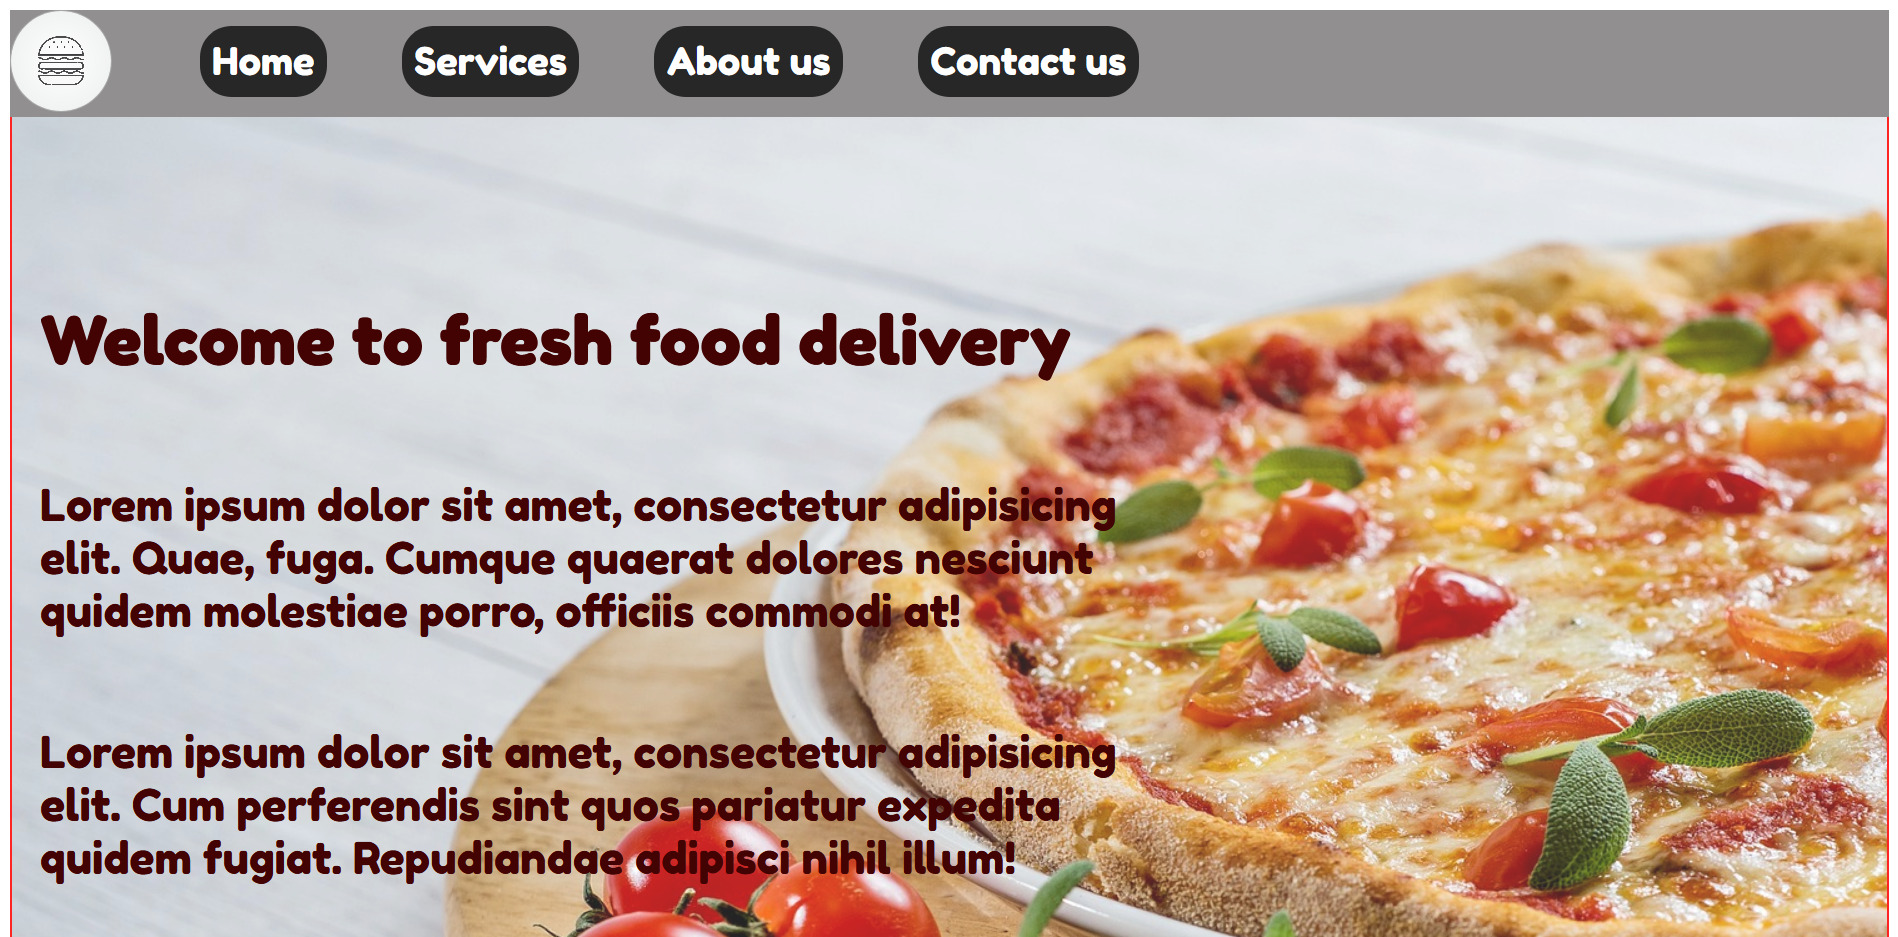 Home Services About us Contact us
Welcome to fresh food delivery
Lorem ipsum dolor sit amet, consectetur adipisicing
elit. Quae, fuga. Cumque quaerat dolores nesciunt
quidem molestiae porro, officiis commodi at!
Lorem ipsum dolor sit amet, consectetur adipisicing
elit. Cum perferendis sint quos pariatur expedita
quidem fugiat. Repudiandae adipisci nihil illum!